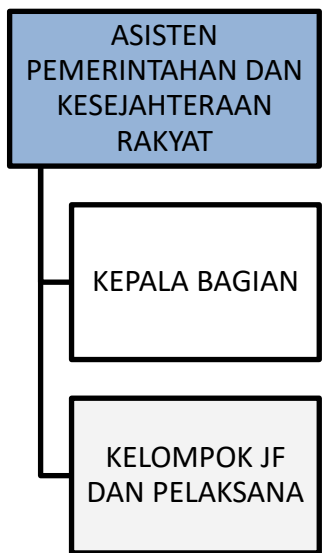 ASISTEN
PEMERINTAHAN DAN
KESEJAHTERAAN
RAKYAT
KEPALA BAGIAN
KELOMPOK JF
DAN PELAKSANA